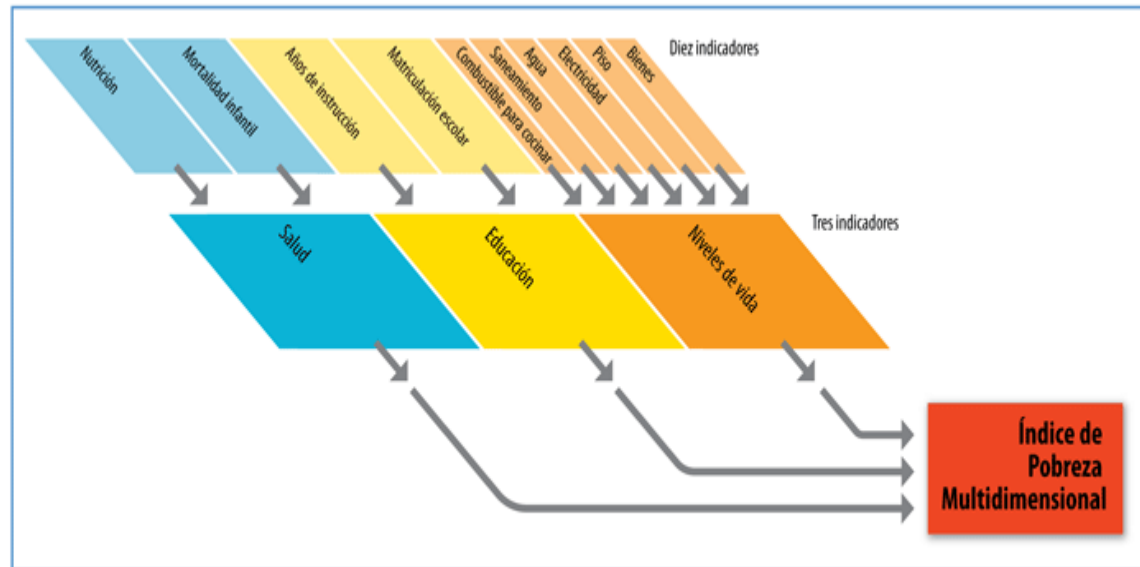 Nutrición
Mortalidad infantil
Años de instrucción
Matriculación escolar
Combustible para cocinar
Saneamiento
Agua
Electricidad
Piso
Bienes
Diez indicadores
Salud
Educación
Niveles de vida
Tres indicadores
Índice de
Pobreza
Multidimensional